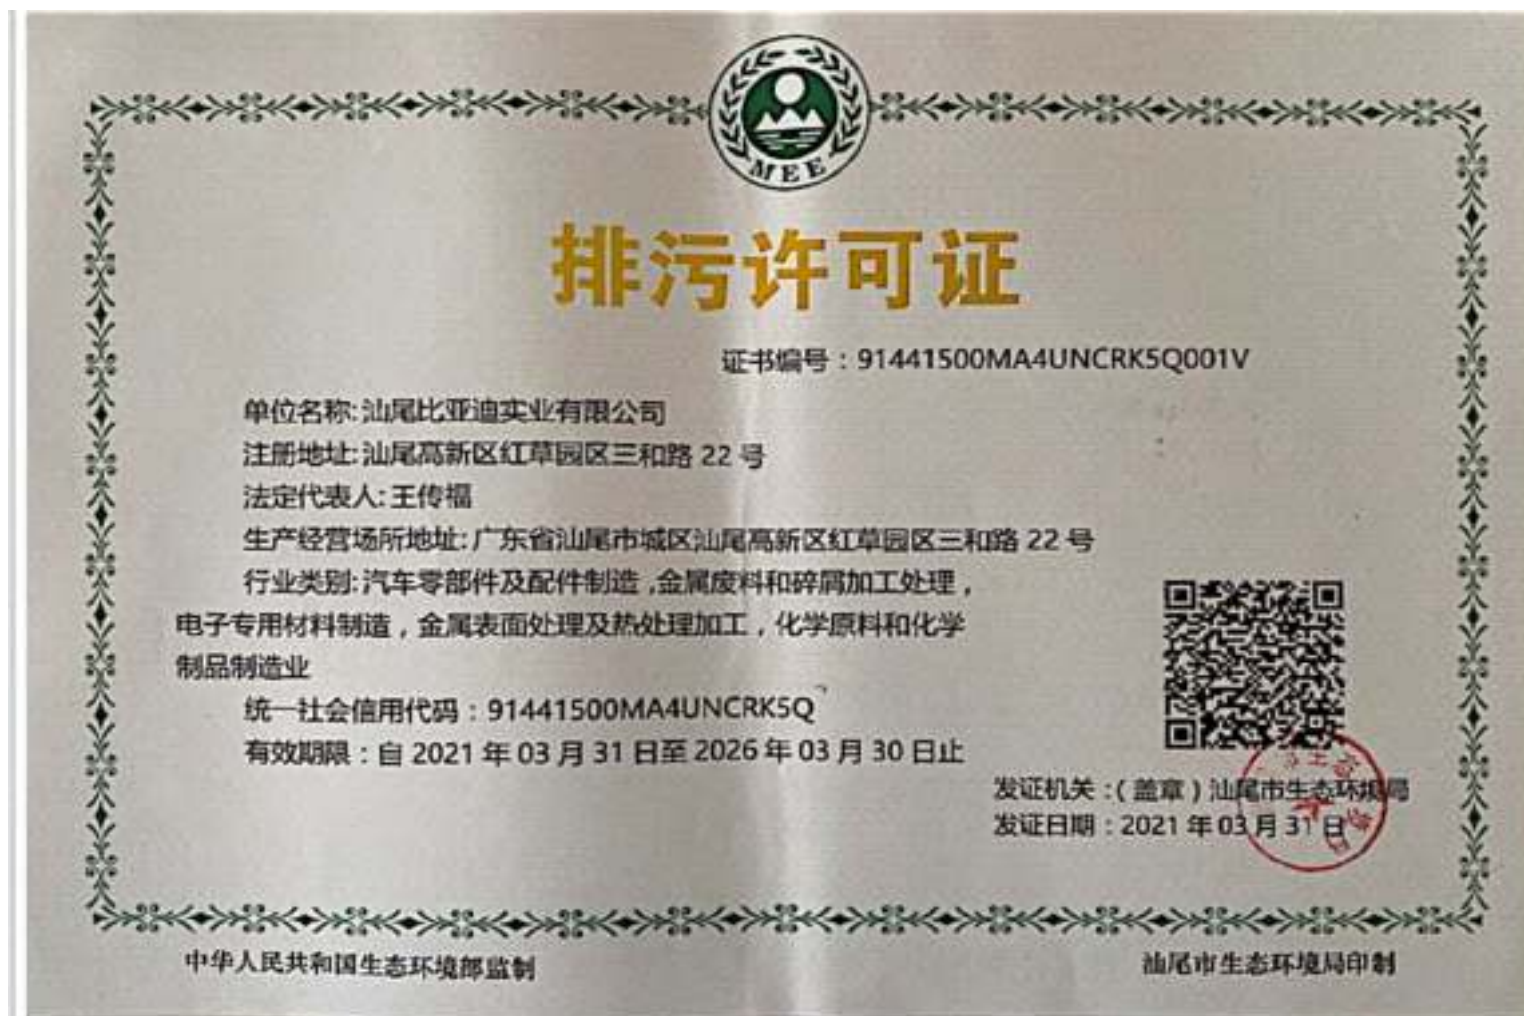 MEE
排污许可证
证书编号：91441500MA4UNCRK5Q001V
单位名称:汕尾比亚迪实业有限公司
注册地址:汕尾高新区红草园区三和路 22 号
法定代表人:王传福
生产经营场所地址:广东省汕尾市城区汕尾高新区红草园区三和路 22 号
行业类别:汽车零部件及配件制造,金属废料和碎屑加工处理，
电子专用材料制造，金属表面处理及热处理加工，化学原料和化学
制品制造业
统一社会信用代码：91441500MA4UNCRK5Q
有效期限：自 2021 年 03 月 31 日至 2026 年 03 月 30 日止
发证机关：（盖章）汕尾市生态环境局
发证日期：2021 年 03 月 31 日
中华人民共和国生态环境部监制
汕尾市生态环境局印制